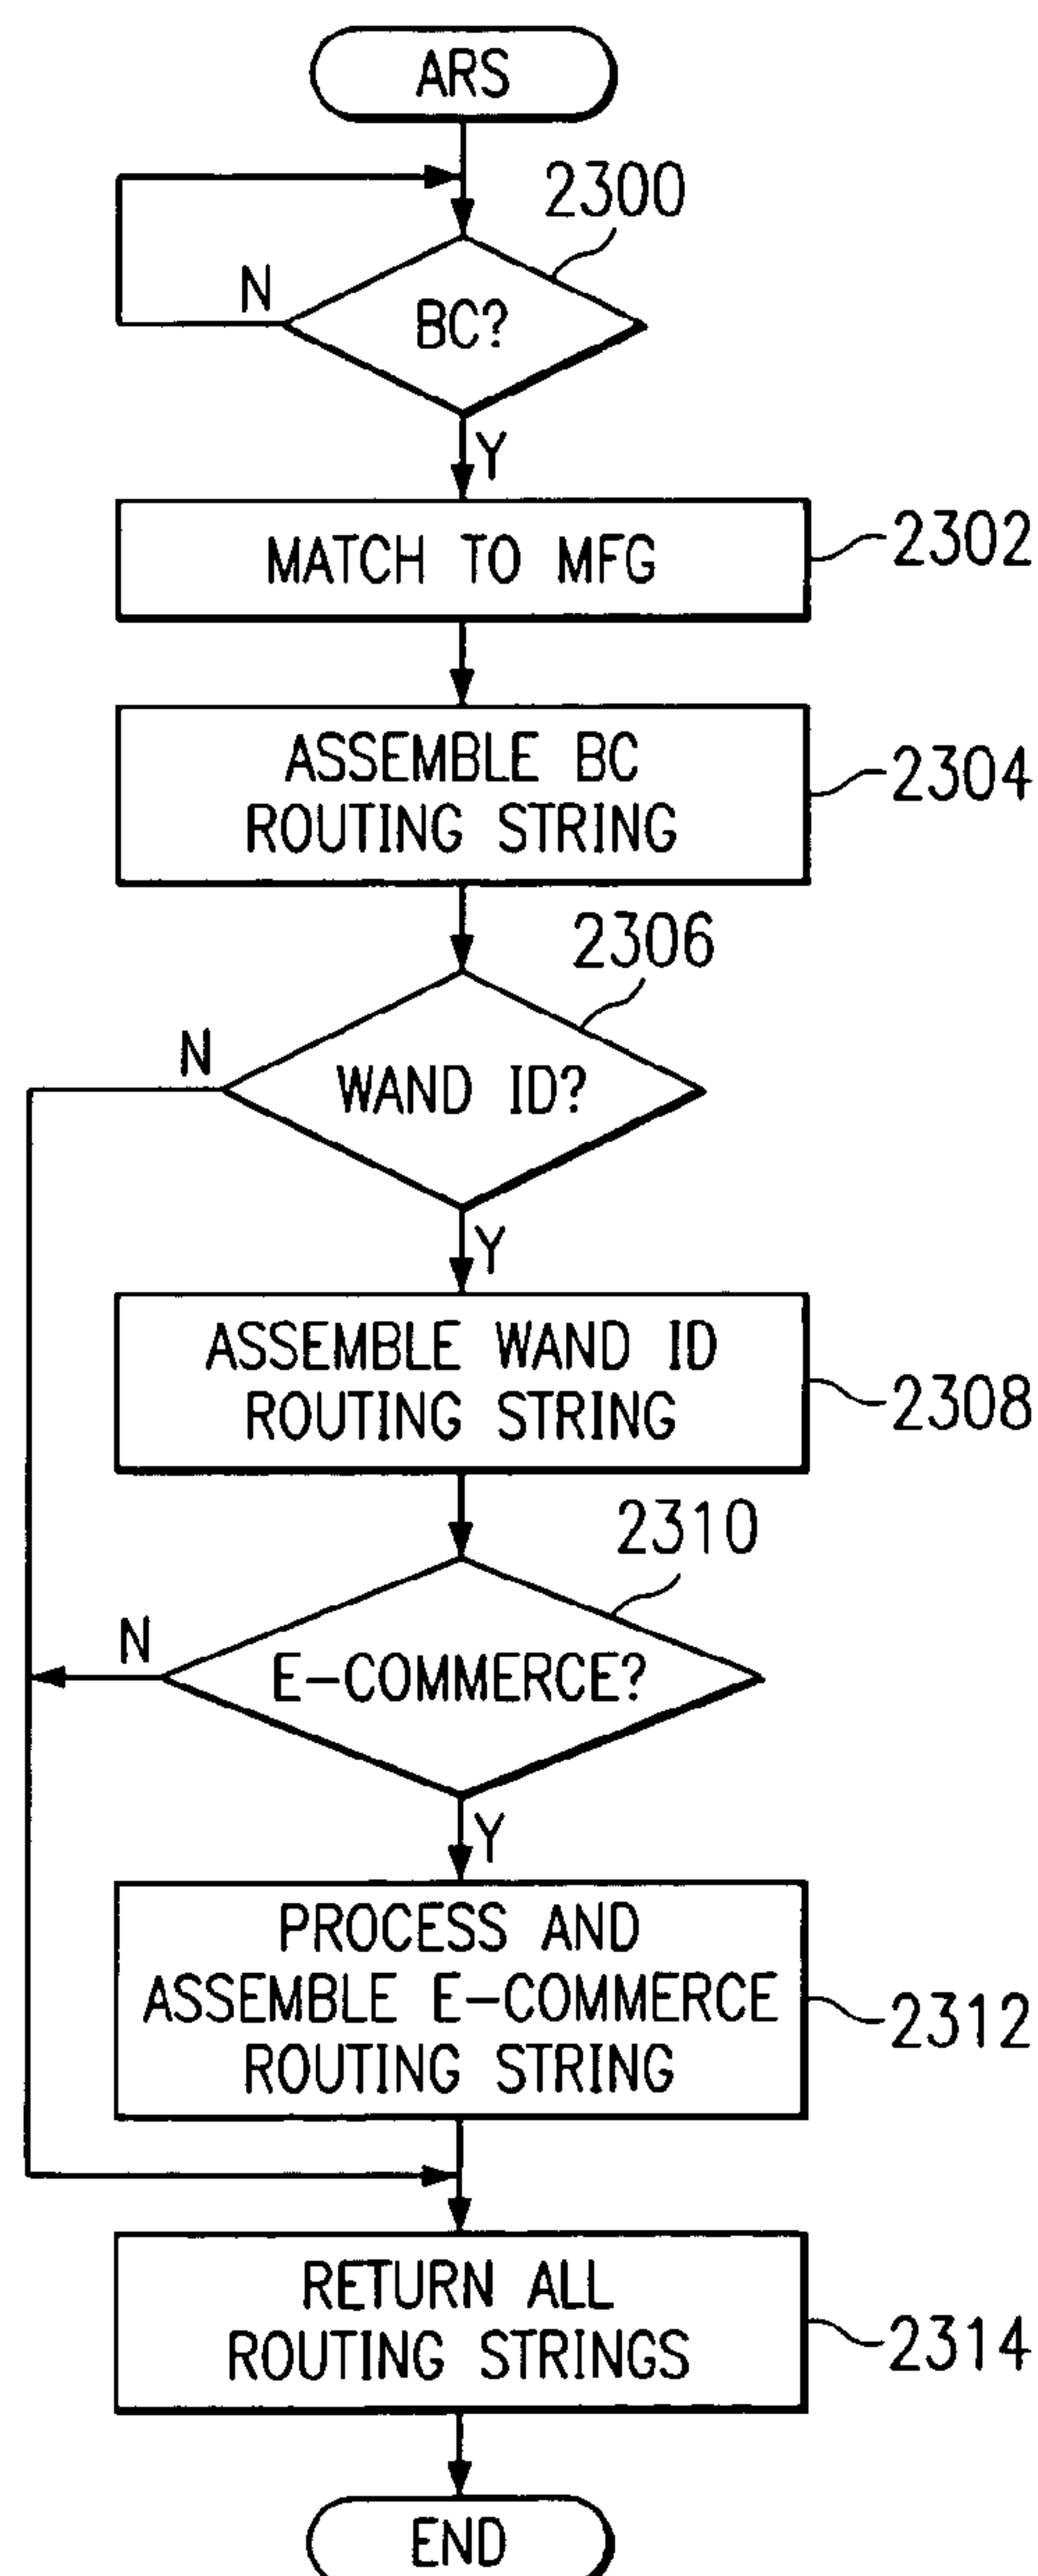 ARS
2300
N
BC?
Y
MATCH TO MFG
2302
ASSEMBLE BC
ROUTING STRING
2304
2306
N
WAND ID?
Y
ASSEMBLE WAND ID
ROUTING STRING
2308
2310
N
E-COMMERCE?
Y
PROCESS AND
ASSEMBLE E-COMMERCE
ROUTING STRING
2312
RETURN ALL
ROUTING STRINGS
2314
END